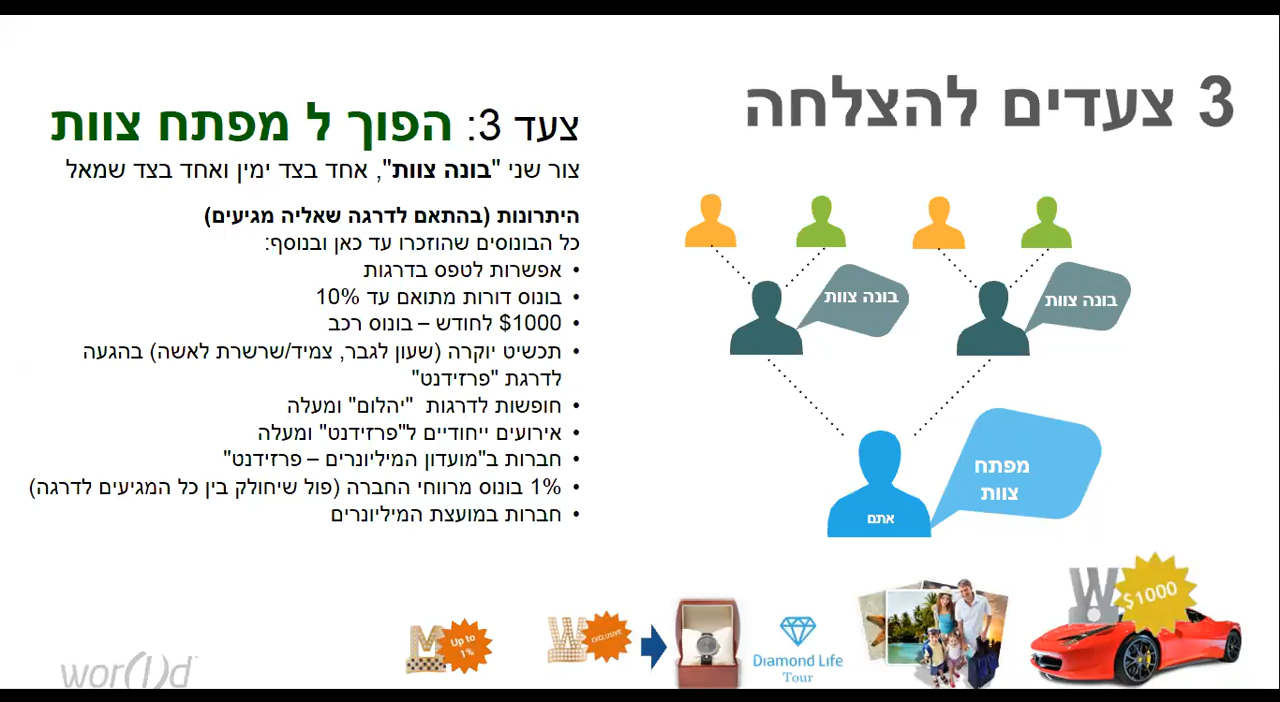 3 צעדים להצלחה
צעד 3: הפוך ל מפתח צוות
צור שני "בונה צוות", אחד בצד ימין ואחד בצד שמאל
היתרונות (בהתאם לדרגה שאליה מגיעים)
כל הבונוסים שהוזכרו עד כאן ובנוסף:
• אפשרות לטפס בדרגות
• בונוס דורות מתואם עד 10%
• $1000 לחודש – בונוס רכב
• תכשיט יוקרה (שעון לגבר, צמיד/שרשרת לאשה) בהגעה
לדרגת "פרזידנט"
• חופשות לדרגות "יהלום" ומעלה
• אירועים ייחודיים ל"פרזידנט" ומעלה
• חברות ב"מועדון המיליונרים – פרזידנט"
• 1% בונוס מרווחי החברה (פול שיחולק בין כל המגיעים לדרגה)
• חברות במועצת המיליונרים
בונה צוות
בונה צוות
מפתח
צוות
אתם
W
$1000
Diamond Life
Tour
W
EXCLUSIVE
M
Up to
1%
wor(l)d